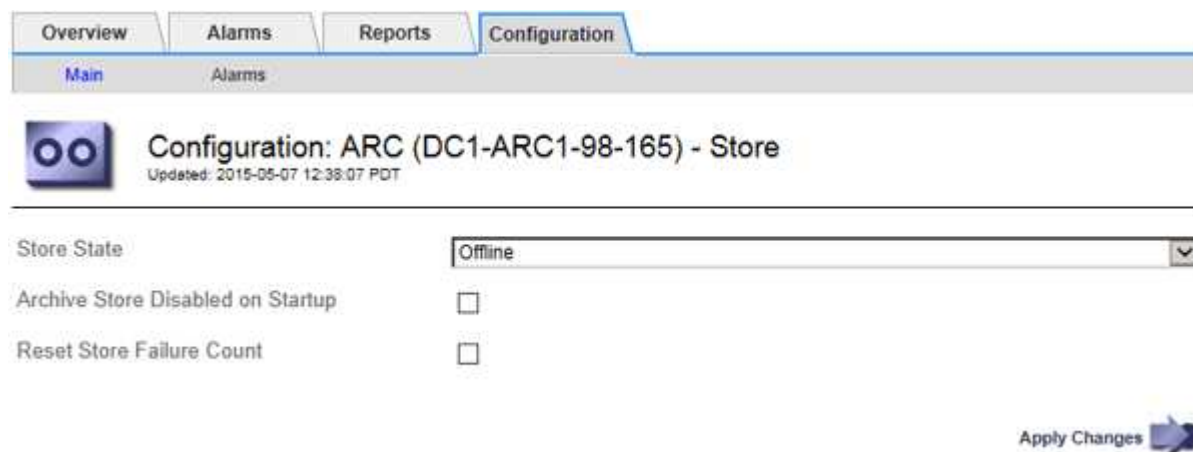 Overview Alarms Reports Configuration
Main Alarms
Configuration: ARC (DC1-ARC1-98-165) - Store
Updated: 2015-05-07 12:38:07 PDT
Store State Offline
Archive Store Disabled on Startup
Reset Store Failure Count
Apply Changes